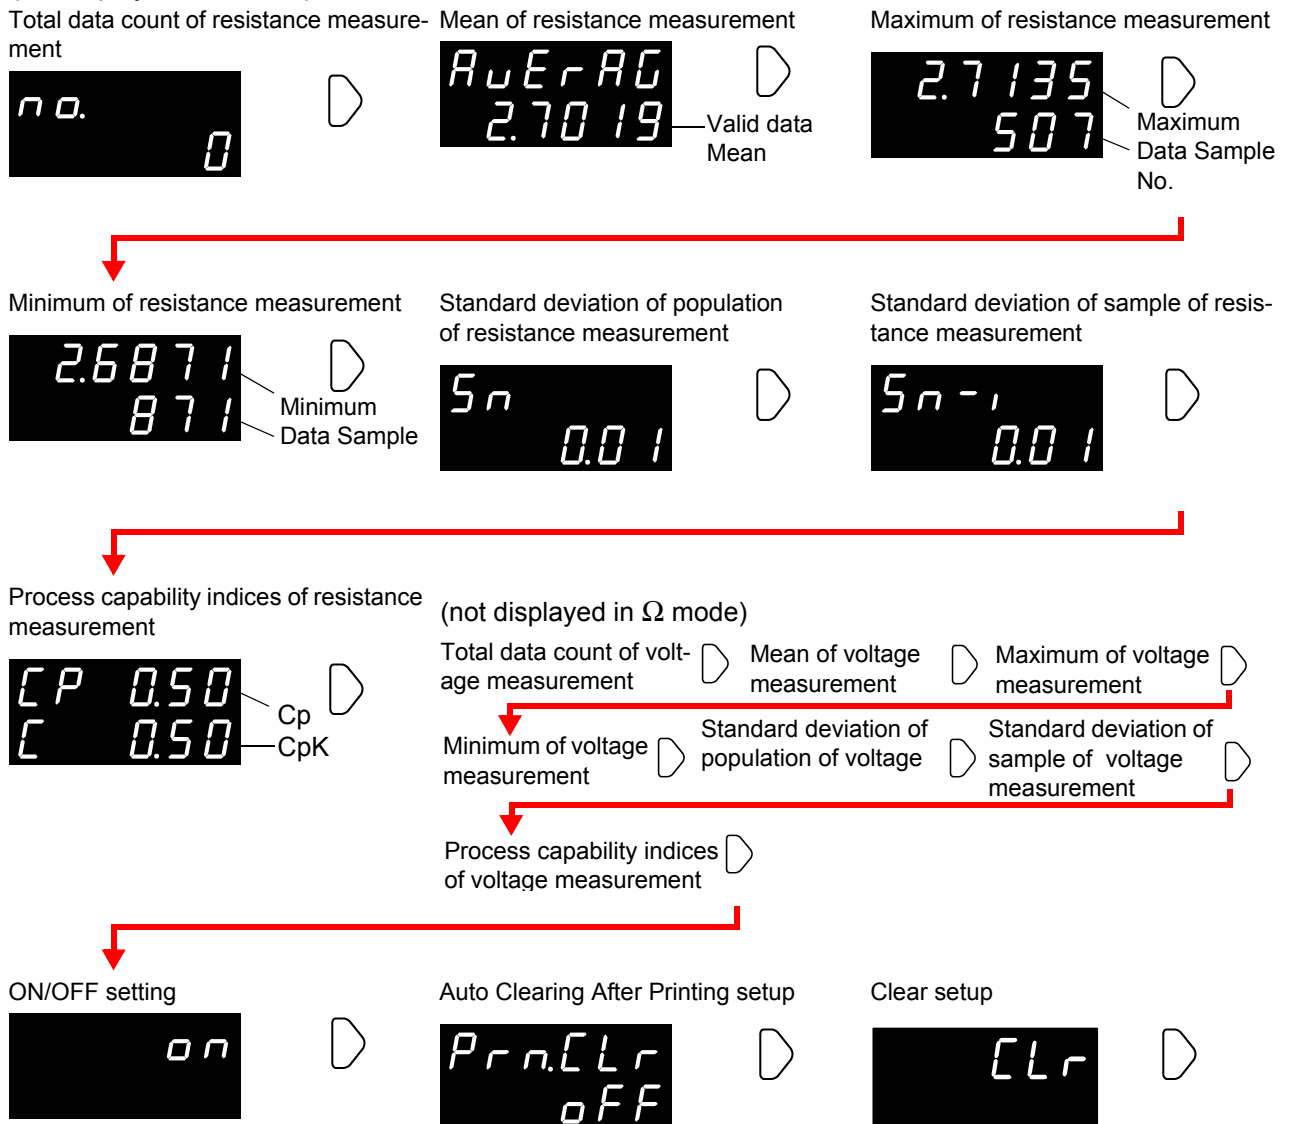 Total data count of resistance measure-
ment
no.
0
Mean of resistance measurement
AvErAG
2.7019
Valid data
Mean
Maximum of resistance measurement
2.7135
507
Maximum
Data Sample
No.
Minimum of resistance measurement
2.6871
871
Minimum
Data Sample
Standard deviation of population
of resistance measurement
Sn
0.01
Standard deviation of sample of resis-
tance measurement
Sn-1
0.01
Process capability indices of resistance
measurement
CP 0.50
C 0.50
Cp
CpK
(not displayed in Ω mode)
Total data count of volt-
age measurement
Mean of voltage
measurement
Maximum of voltage
measurement
Minimum of voltage
measurement
Standard deviation of
population of voltage
Standard deviation of
sample of voltage
measurement
Process capability indices
of voltage measurement
ON/OFF setting
on
Auto Clearing After Printing setup
Prn.CLr
oFF
Clear setup
CLr